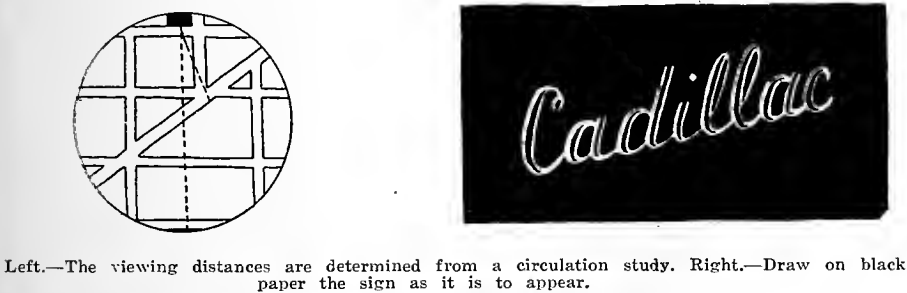 Cadillac
Left.—The viewing distances are determined from a circulation study. Right.—Draw on black
paper the sign as it is to appear.